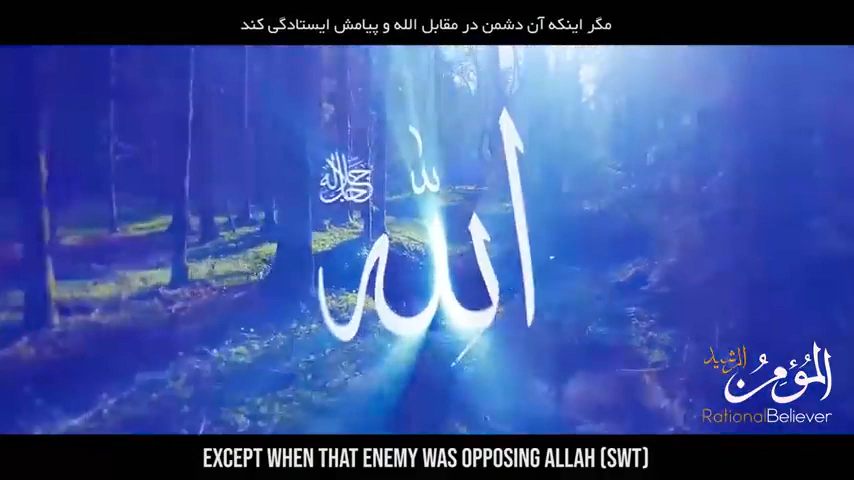 مگر اینکه آن دشمن در مقابل الله و پیامش ایستادگی کند
الله
جل جلاله
المؤمن الرشيد
RationalBeliever
EXCEPT WHEN THAT ENEMY WAS OPPOSING ALLAH (SWT)